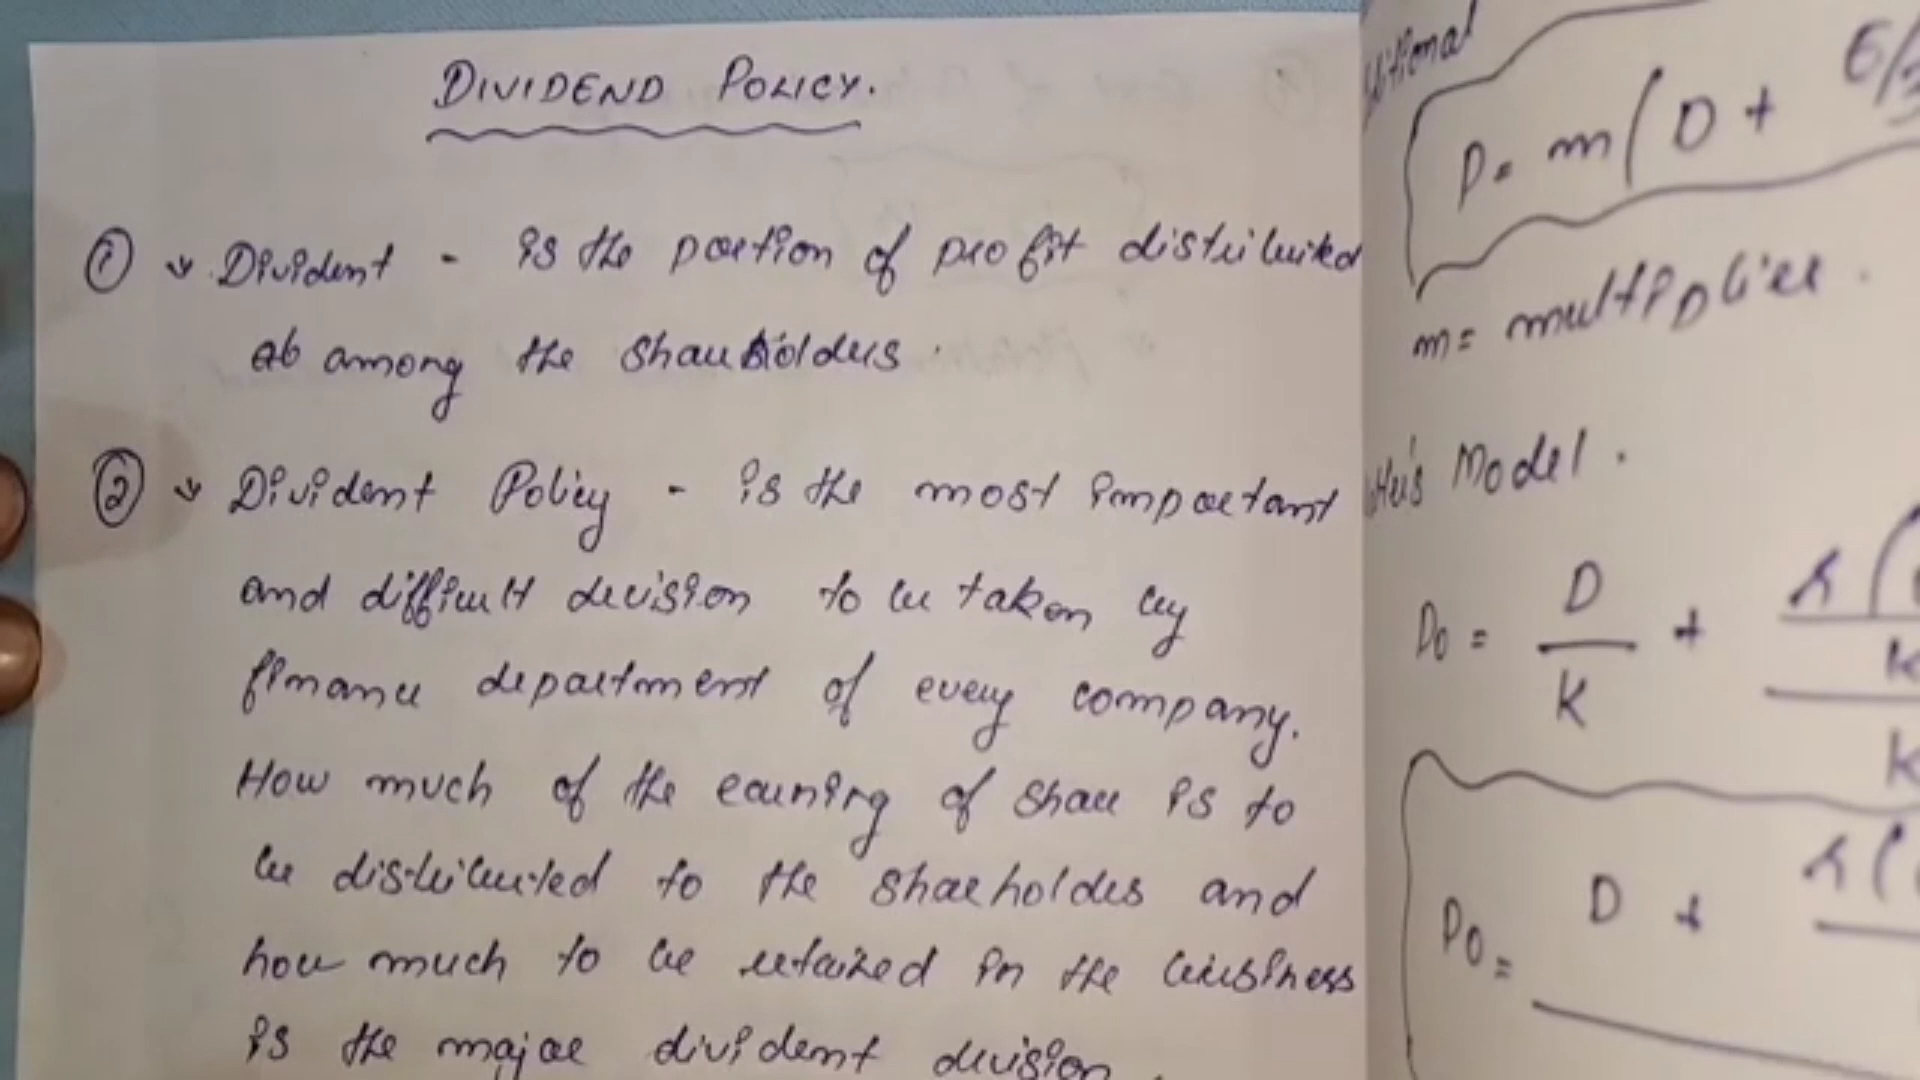 DIVIDEND POLICY.
① Divident - is the portion of profit distributed
ab among the shareholders.
② Divident Policy - is the most important
and difficult decision to be taken by
finance department of every company.
How much of the earning of share is to
be distributed to the shareholdes and
how much to be retained in the business
is the major divident decision.
ditional
P = m ( D + E/3
m = multiplier.
Model.
P0 = D/K +
K
K
P0 = D +